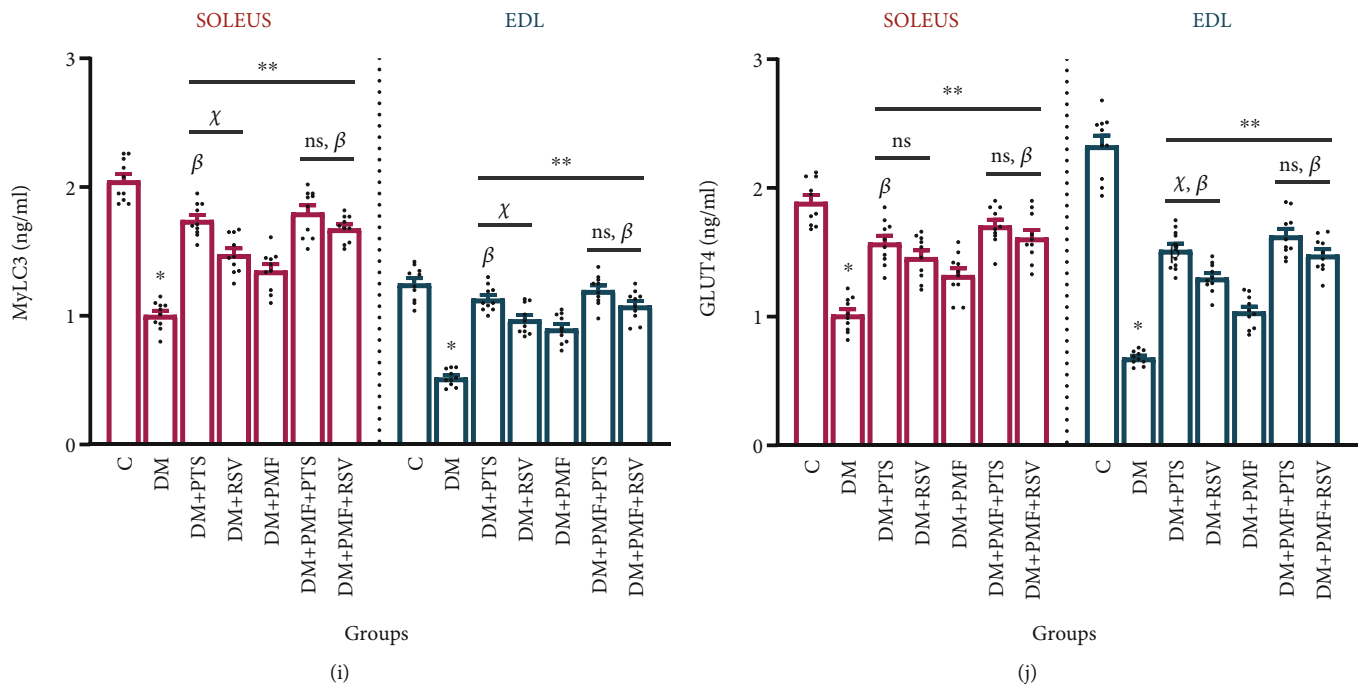 SOLEUS
EDL
MyLC3 (ng/ml)
3
2
1
0
*
β
χ
**
ns, β
*
β
χ
**
ns, β
C
DM
DM+PTS
DM+RSV
DM+PMF
DM+PMF+PTS
DM+PMF+RSV
C
DM
DM+PTS
DM+RSV
DM+PMF
DM+PMF+PTS
DM+PMF+RSV
Groups
(i)
SOLEUS
EDL
GLUT4 (ng/ml)
3
2
1
0
*
β
ns
**
ns, β
*
χ, β
**
ns, β
C
DM
DM+PTS
DM+RSV
DM+PMF
DM+PMF+PTS
DM+PMF+RSV
C
DM
DM+PTS
DM+RSV
DM+PMF
DM+PMF+PTS
DM+PMF+RSV
Groups
(j)